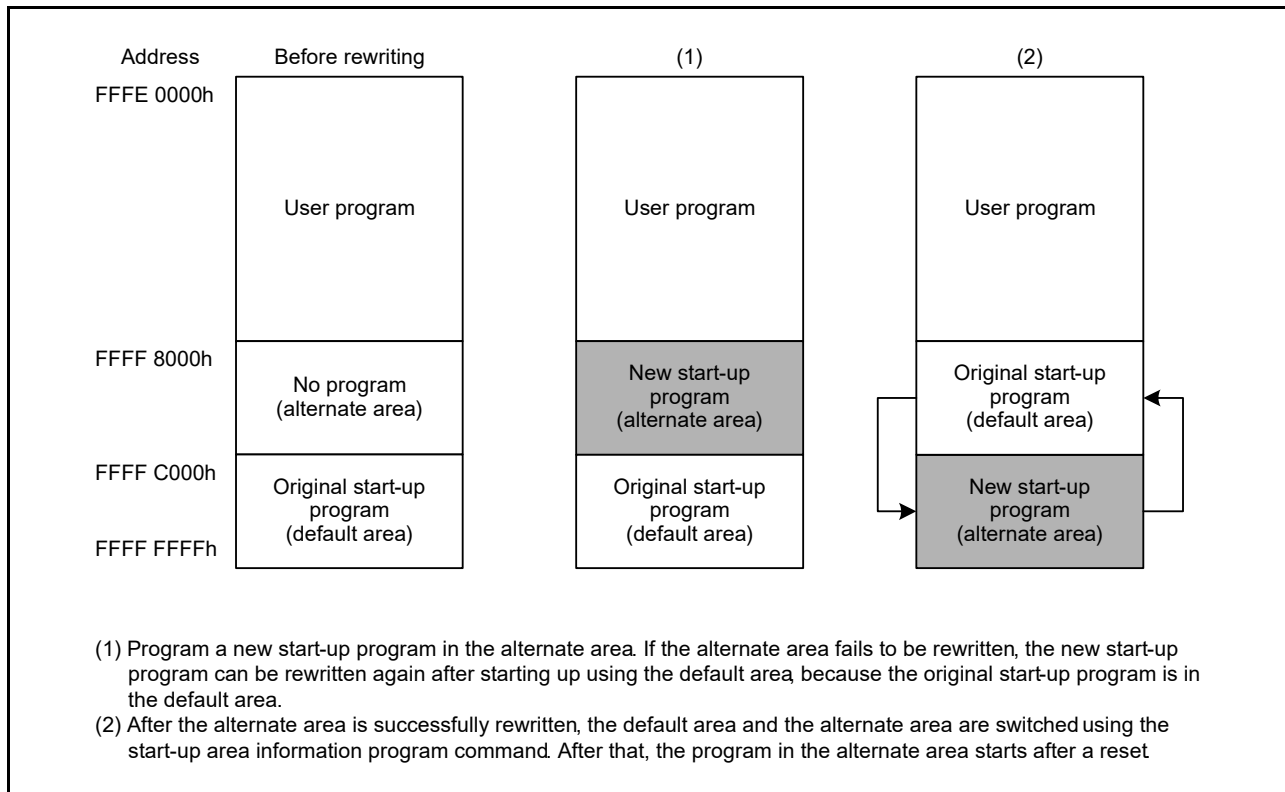 Address
Before rewriting
(1)
(2)
FFFE 0000h
User program
User program
User program
FFFF 8000h
No program
(alternate area)
New start-up
program
(alternate area)
Original start-up
program
(default area)
FFFF C000h
Original start-up
program
(default area)
Original start-up
program
(default area)
New start-up
program
(alternate area)
FFFF FFFFh
(1) Program a new start-up program in the alternate area. If the alternate area fails to be rewritten, the new start-up
program can be rewritten again after starting up using the default area, because the original start-up program is in
the default area.
(2) After the alternate area is successfully rewritten, the default area and the alternate area are switched using the
start-up area information program command. After that, the program in the alternate area starts after a reset.